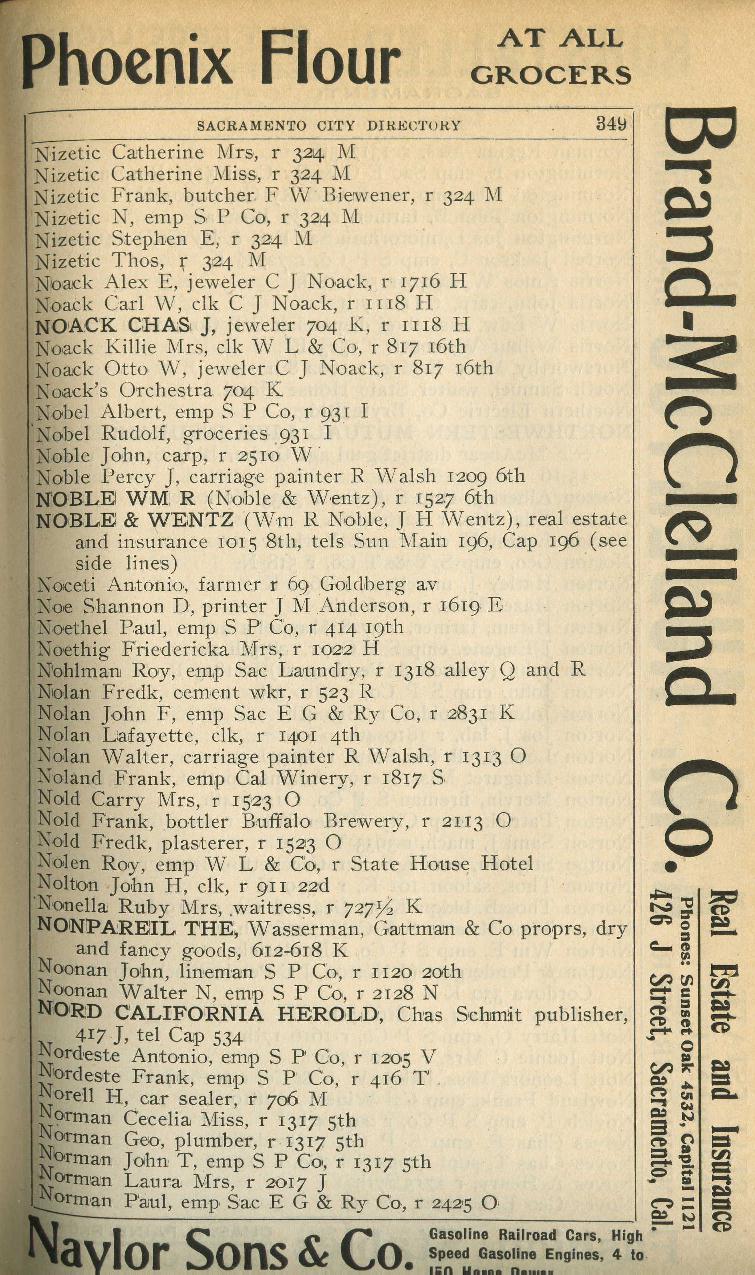 Phoenix Flour AT ALL GROCERS
SACRAMENTO CITY DIRECTORY 349
Nizetic Catherine Mrs, r 324 M
Nizetic Catherine Miss, r 324 M
Nizetic Frank, butcher F W Biewener, r 324 M
Nizetic N, emp S P Co, r 324 M
Nizetic Stephen E, r 324 M
Nizetic Thos, r 324 M
Noack Alex E, jeweler C J Noack, r 1716 H
Noack Carl W, clk C J Noack, r 1118 H
NOACK CHAS J, jeweler 704 K, r 1118 H
Noack Killie Mrs, clk W L & Co, r 817 16th
Noack Otto W, jeweler C J Noack, r 817 16th
Noack's Orchestra 704 K
Nobel Albert, emp S P Co, r 931 I
Nobel Rudolf, groceries 931 I
Noble John, carp, r 2510 W
Noble Percy J, carriage painter R Walsh 1209 6th
NOBLE WM R (Noble & Wentz), r 1527 6th
NOBLE & WENTZ (Wm R Noble, J H Wentz), real estate
and insurance 1015 8th, tels Sun Main 196, Cap 196 (see
side lines)
Noceti Antonio, farmer r 69 Goldberg av
Noe Shannon D, printer J M Anderson, r 1619 E
Noethel Paul, emp S P Co, r 414 19th
Noethig Friedericka Mrs, r 1022 H
Nohlman Roy, emp Sac Laundry, r 1318 alley Q and R
Nolan Fredk, cement wkr, r 523 R
Nolan John F, emp Sac E G & Ry Co, r 2831 K
Nolan Lafayette, clk, r 1401 4th
Nolan Walter, carriage painter R Walsh, r 1313 O
Noland Frank, emp Cal Winery, r 1817 S
Nold Carry Mrs, r 1523 O
Nold Frank, bottler Buffalo Brewery, r 2113 O
Nold Fredk, plasterer, r 1523 O
Nolen Roy, emp W L & Co, r State House Hotel
Nolton John H, clk, r 911 22d
Nonella Ruby Mrs, waitress, r 727½ K
NONPAREIL THE, Wasserman, Gattman & Co proprs, dry
and fancy goods, 612-618 K
Noonan John, lineman S P Co, r 1120 20th
Noonan Walter N, emp S P Co, r 2128 N
NORD CALIFORNIA HEROLD, Chas Schmit publisher,
417 J, tel Cap 534
Nordeste Antonio, emp S P Co, r 1205 V
Nordeste Frank, emp S P Co, r 416 T
Norell H, car sealer, r 706 M
Norman Cecelia Miss, r 1317 5th
Norman Geo, plumber, r 1317 5th
Norman John T, emp S P Co, r 1317 5th
Norman Laura Mrs, r 2017 J
Norman Paul, emp Sac E G & Ry Co, r 2425 O
Brand-McClelland Co.
Real Estate and Insurance
Phones: Sunset Oak 4532, Capital 1121
426 J Street, Sacramento, Cal.
Naylor Sons & Co.
Gasoline Railroad Cars, High
Speed Gasoline Engines, 4 to
150 Horse Power